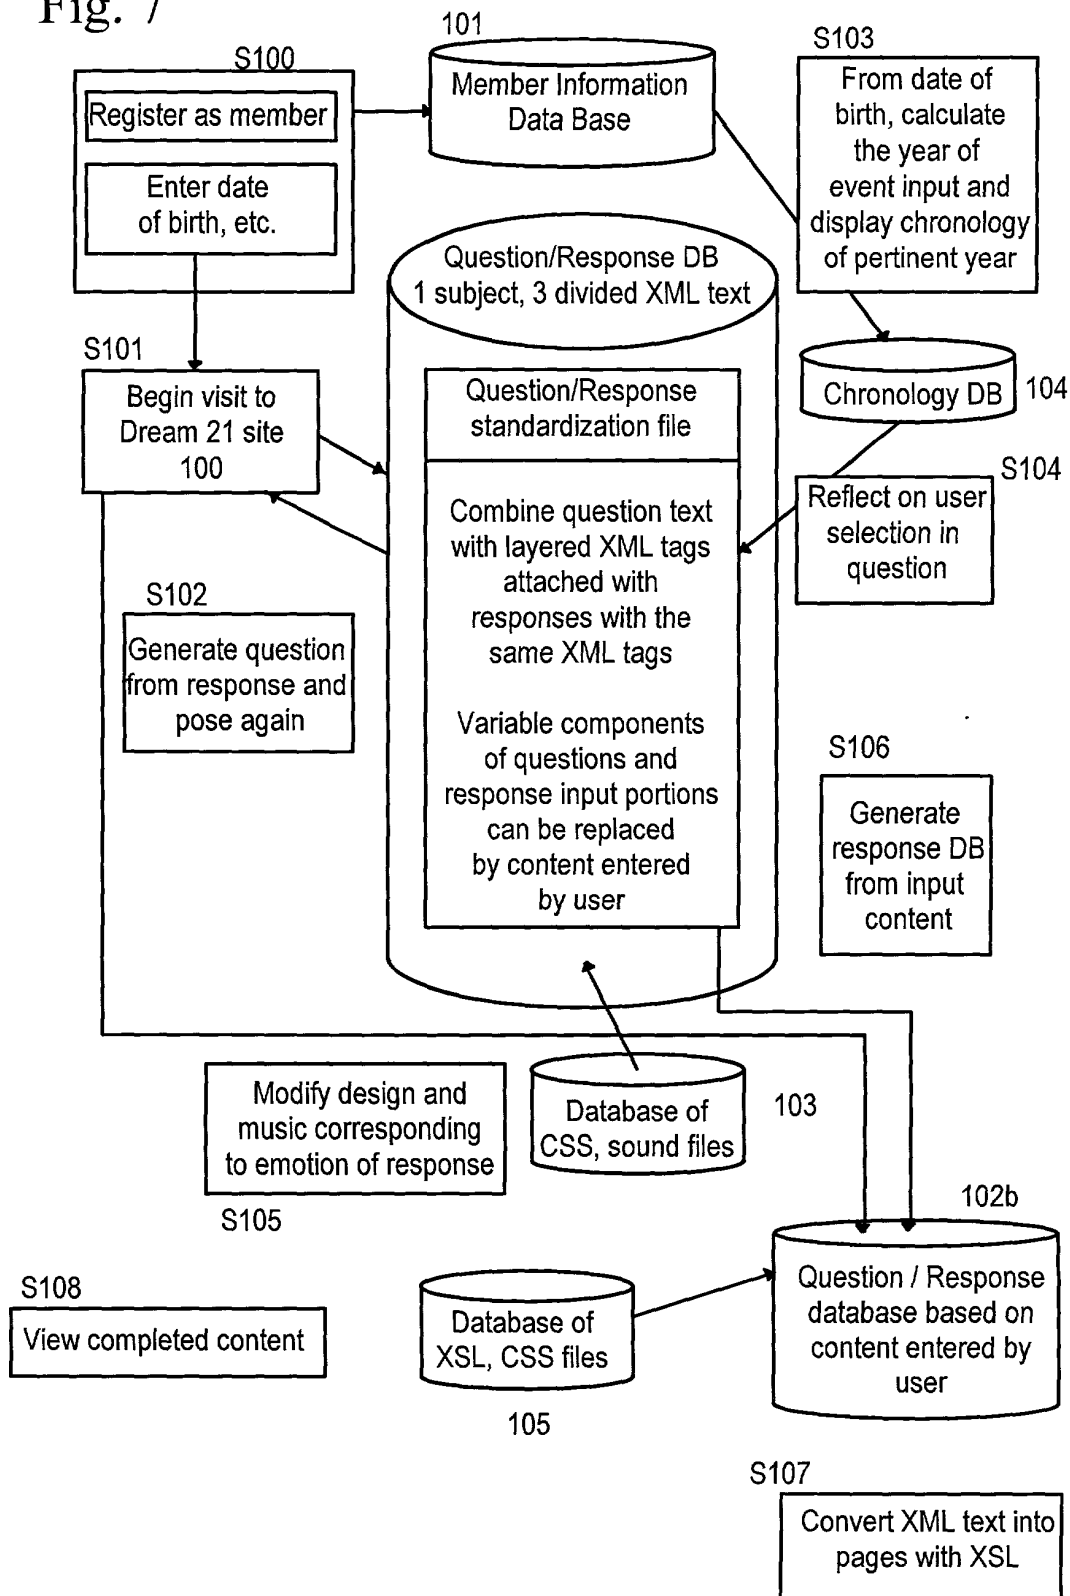 Fig. 7
S100
Register as member
Enter date
of birth, etc.
101
Member Information
Data Base
S103
From date of
birth, calculate
the year of
event input and
display chronology
of pertinent year
Question/Response DB
1 subject, 3 divided XML text
S101
Begin visit to
Dream 21 site
100
Question/Response
standardization file
Chronology DB
104
S104
Reflect on user
selection in
question
Combine question text
with layered XML tags
attached with
responses with the
same XML tags
Variable components
of questions and
response input portions
can be replaced
by content entered
by user
S102
Generate question
from response and
pose again
S106
Generate
response DB
from input
content
Modify design and
music corresponding
to emotion of response
S105
Database of
CSS, sound files
103
102b
Question / Response
database based on
content entered by
user
S108
View completed content
Database of
XSL, CSS files
105
S107
Convert XML text into
pages with XSL